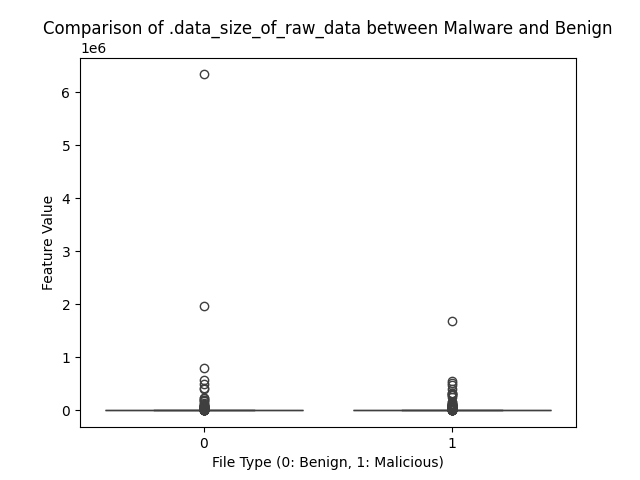 Comparison of .data_size_of_raw_data between Malware and Benign
1e6
6
5
4
3
2
1
0
Feature Value
0
1
File Type (0: Benign, 1: Malicious)